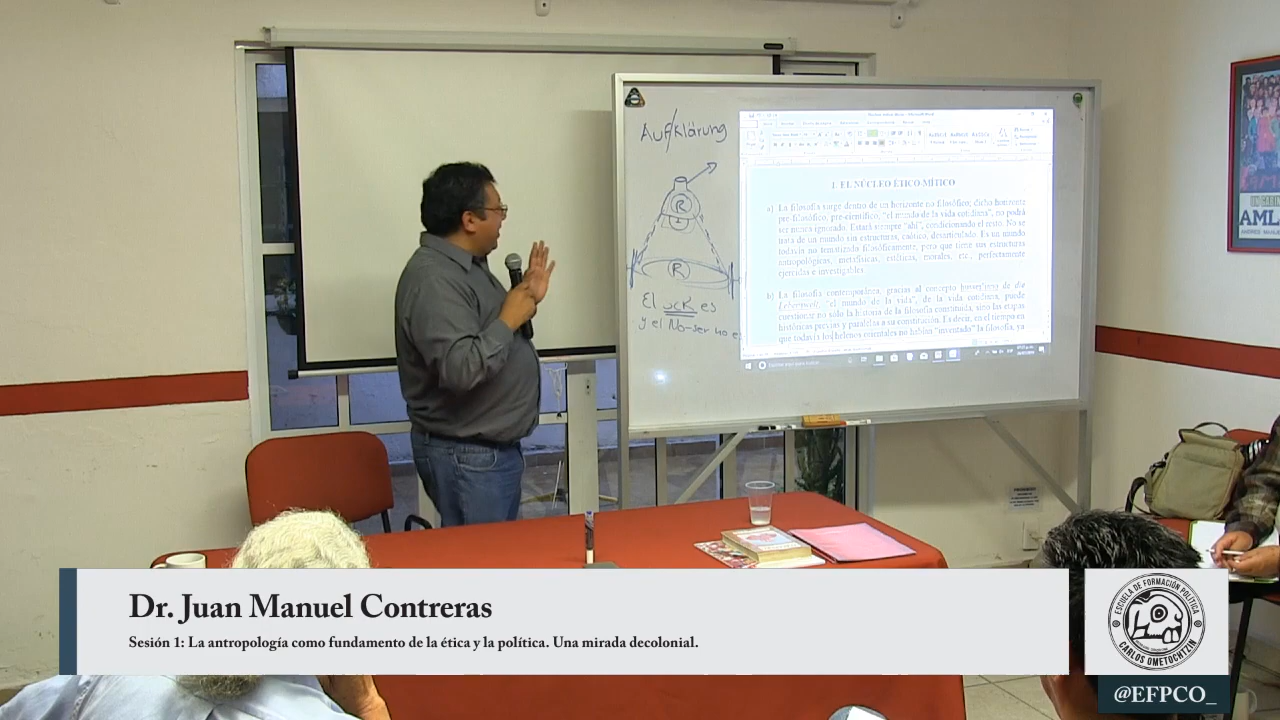 Aufklärung
R
R
El ser es
y el No-ser no es
1. EL NÚCLEO ÉTICO-MÍTICO
a) La filosofía surge dentro de un horizonte no filosófico; dicho horizonte
pre-filosófico, pre-científico, "el mundo de la vida cotidiana", no podrá
ser nunca ignorado. Estará siempre "ahí", condicionando el resto. No se
trata de un mundo sin estructuras, caótico, desarticulado. Es un mundo
todavía no tematizado filosóficamente, pero que tiene sus estructuras
antropológicas, metafísicas, estéticas, morales, etc., perfectamente
ejercidas e investigables.
b) La filosofía contemporánea, gracias al concepto husserliano de die
Lebenswelt, "el mundo de la vida", de la vida cotidiana, puede
cuestionar no sólo la historia de la filosofía constituida, sino las etapas
históricas previas y paralelas a su constitución. Es decir, en el tiempo en
que todavía los helenos orientales no habían "inventado" la filosofía, ya
UN CABIN
AMLO
ANDRÉS MANUE
Dr. Juan Manuel Contreras
Sesión 1: La antropología como fundamento de la ética y la política. Una mirada decolonial.
ESCUELA DE FORMACIÓN POLÍTICA
CARLOS OMETOCHTZIN
@EFPCO_